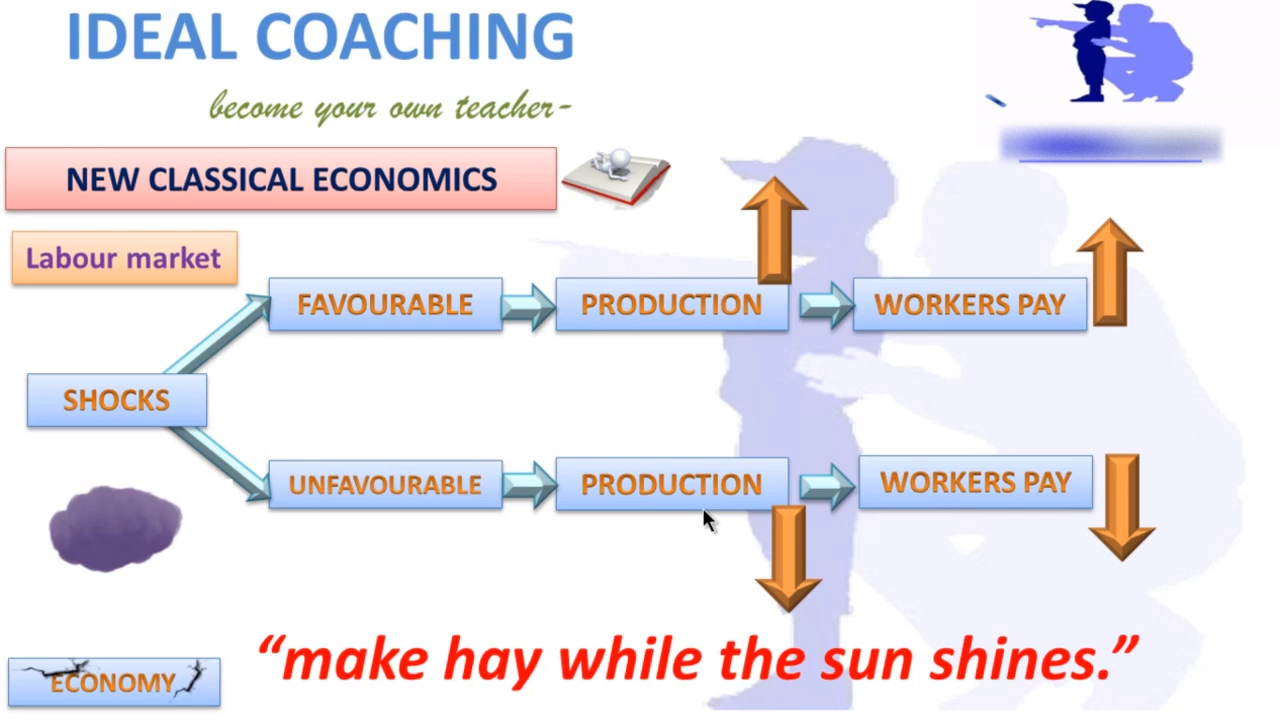 IDEAL COACHING
become your own teacher-
NEW CLASSICAL ECONOMICS
Labour market
FAVOURABLE
PRODUCTION
WORKERS PAY
SHOCKS
UNFAVOURABLE
PRODUCTION
WORKERS PAY
“make hay while the sun shines.”
ECONOMY